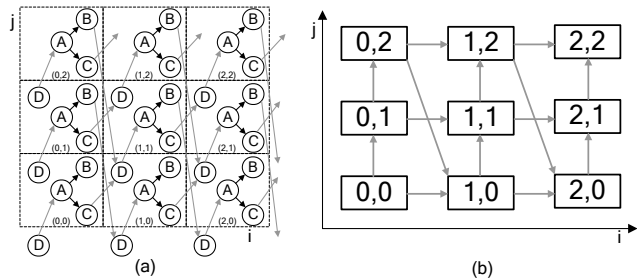 j
B B B
A A A
C C C
(0,2) (1,2) (2,2)
D B D B D B
A A A
C C C
(0,1) (1,1) (2,1)
D B D B D B
A A A
C C C
(0,0) (1,0) (2,0)
D D D
i
(a)
j
0,2 1,2 2,2
0,1 1,1 2,1
0,0 1,0 2,0
i
(b)